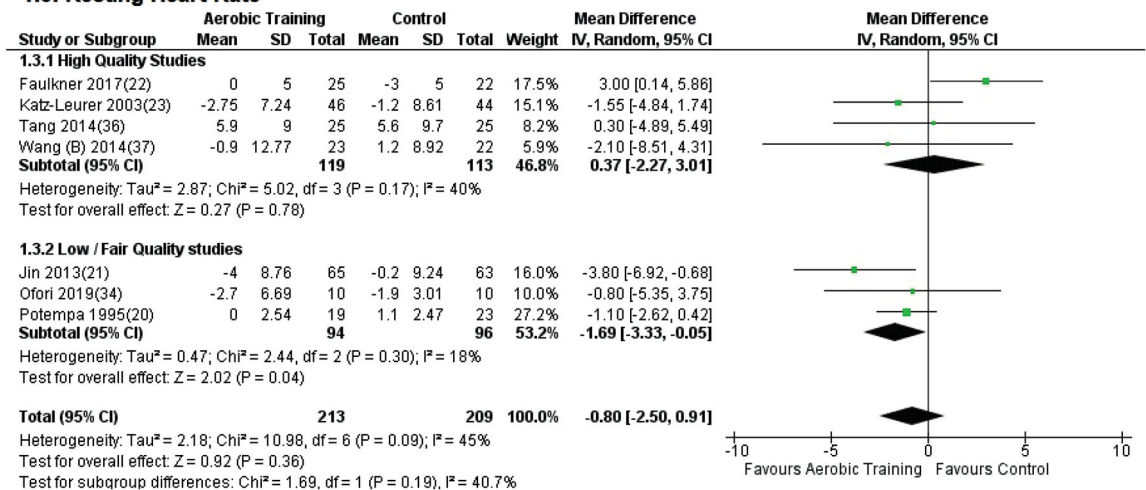 Aerobic Training Control Mean Difference Mean Difference
Study or Subgroup Mean SD Total Mean SD Total Weight IV, Random, 95% CI IV, Random, 95% CI
1.3.1 High Quality Studies
Faulkner 2017(22) 0 5 25 -3 5 22 17.5% 3.00 [0.14, 5.86]
Katz-Leurer 2003(23) -2.75 7.24 46 -1.2 8.61 44 15.1% -1.55 [-4.84, 1.74]
Tang 2014(36) 5.9 9 25 5.6 9.7 25 8.2% 0.30 [-4.89, 5.49]
Wang (B) 2014(37) -0.9 12.77 23 1.2 8.92 22 5.9% -2.10 [-8.51, 4.31]
Subtotal (95% CI) 119 113 46.8% 0.37 [-2.27, 3.01]
Heterogeneity: Tau² = 2.87; Chi² = 5.02, df = 3 (P = 0.17); I² = 40%
Test for overall effect: Z = 0.27 (P = 0.78)
1.3.2 Low / Fair Quality studies
Jin 2013(21) -4 8.76 65 -0.2 9.24 63 16.0% -3.80 [-6.92, -0.68]
Ofori 2019(34) -2.7 6.69 10 -1.9 3.01 10 10.0% -0.80 [-5.35, 3.75]
Potempa 1995(20) 0 2.54 19 1.1 2.47 23 27.2% -1.10 [-2.62, 0.42]
Subtotal (95% CI) 94 96 53.2% -1.69 [-3.33, -0.05]
Heterogeneity: Tau² = 0.47; Chi² = 2.44, df = 2 (P = 0.30); I² = 18%
Test for overall effect: Z = 2.02 (P = 0.04)
Total (95% CI) 213 209 100.0% -0.80 [-2.50, 0.91]
Heterogeneity: Tau² = 2.18; Chi² = 10.98, df = 6 (P = 0.09); I² = 45%
Test for overall effect: Z = 0.92 (P = 0.36)
Test for subgroup differences: Chi² = 1.69, df = 1 (P = 0.19), I² = 40.7%
-10 -5 0 5 10
Favours Aerobic Training Favours Control